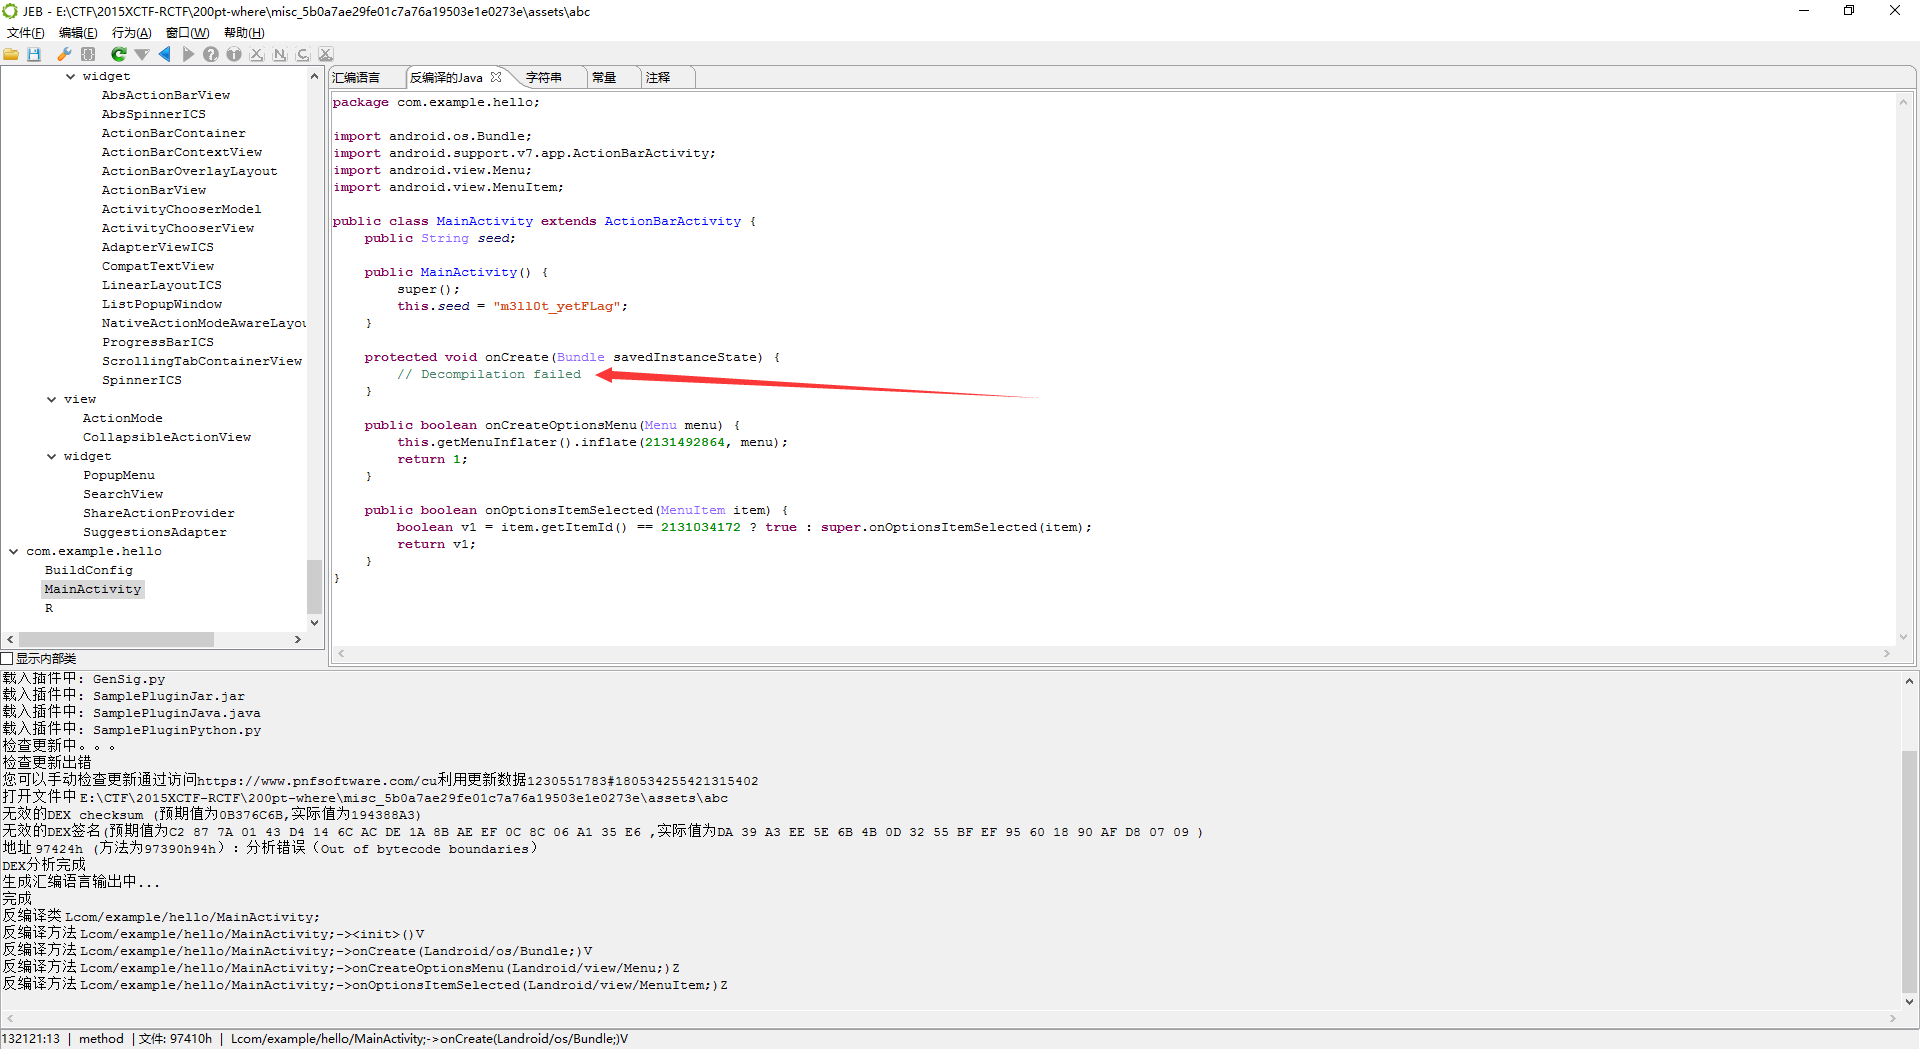 JEB - E:\CTF\2015XCTF-RCTF\200pt-where\misc_5b0a7ae29fe01c7a76a19503e1e0273e\assets\abc
文件(F) 编辑(E) 行为(A) 窗口(W) 帮助(H)
widget
AbsActionBarView
AbsSpinnerICS
ActionBarContainer
ActionBarContextView
ActionBarOverlayLayout
ActionBarView
ActivityChooserModel
ActivityChooserView
AdapterViewICS
CompatTextView
LinearLayoutICS
ListPopupWindow
NativeActionModeAwareLayou
ProgressBarICS
ScrollingTabContainerView
SpinnerICS
view
ActionMode
CollapsibleActionView
widget
PopupMenu
SearchView
ShareActionProvider
SuggestionsAdapter
com.example.hello
BuildConfig
MainActivity
R
显示内部类
汇编语言 反编译的Java 字符串 常量 注释
package com.example.hello;
import android.os.Bundle;
import android.support.v7.app.ActionBarActivity;
import android.view.Menu;
import android.view.MenuItem;
public class MainActivity extends ActionBarActivity {
public String seed;
public MainActivity() {
super();
this.seed = "m3ll0t_yetFLag";
}
protected void onCreate(Bundle savedInstanceState) {
// Decompilation failed
}
public boolean onCreateOptionsMenu(Menu menu) {
this.getMenuInflater().inflate(2131492864, menu);
return 1;
}
public boolean onOptionsItemSelected(MenuItem item) {
boolean v1 = item.getItemId() == 2131034172 ? true : super.onOptionsItemSelected(item);
return v1;
}
}
载入插件中: GenSig.py
载入插件中: SamplePluginJar.jar
载入插件中: SamplePluginJava.java
载入插件中: SamplePluginPython.py
检查更新中。。。
检查更新出错
您可以手动检查更新通过访问https://www.pnfsoftware.com/cu利用更新数据1230551783#180534255421315402
打开文件中 E:\CTF\2015XCTF-RCTF\200pt-where\misc_5b0a7ae29fe01c7a76a19503e1e0273e\assets\abc
无效的DEX checksum (预期值为0B376C6B,实际值为194388A3)
无效的DEX签名(预期值为C2 87 7A 01 43 D4 14 6C AC DE 1A 8B AE EF 0C 8C 06 A1 35 E6 ,实际值为DA 39 A3 EE 5E 6B 4B 0D 32 55 BF EF 95 60 18 90 AF D8 07 09 )
地址 97424h (方法为97390h94h）: 分析错误（Out of bytecode boundaries）
DEX分析完成
生成汇编语言输出中...
完成
反编译类 Lcom/example/hello/MainActivity;
反编译方法 Lcom/example/hello/MainActivity;-><init>()V
反编译方法 Lcom/example/hello/MainActivity;->onCreate(Landroid/os/Bundle;)V
反编译方法 Lcom/example/hello/MainActivity;->onCreateOptionsMenu(Landroid/view/Menu;)Z
反编译方法 Lcom/example/hello/MainActivity;->onOptionsItemSelected(Landroid/view/MenuItem;)Z
132121:13 | method | 文件: 97410h | Lcom/example/hello/MainActivity;->onCreate(Landroid/os/Bundle;)V